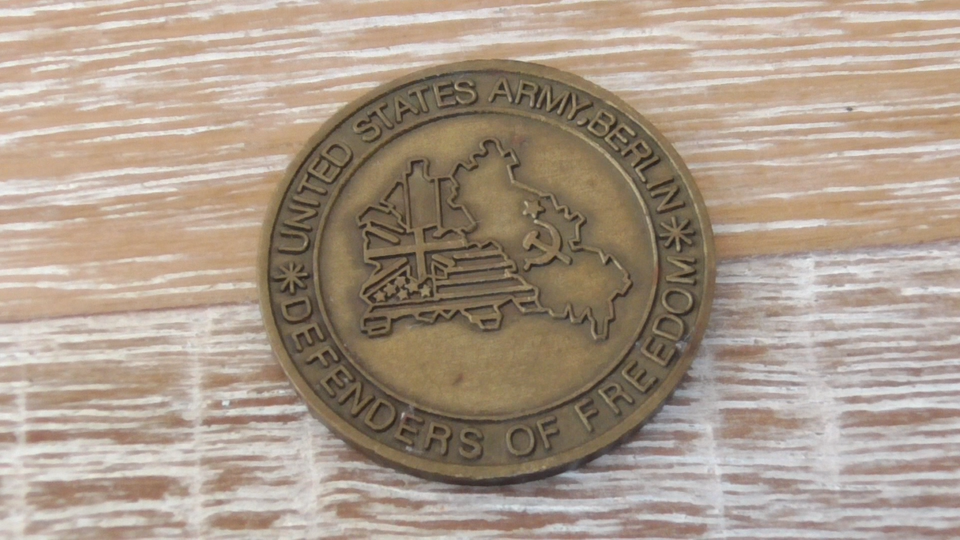 UNITED STATES ARMY, BERLIN
DEFENDERS OF FREEDOM